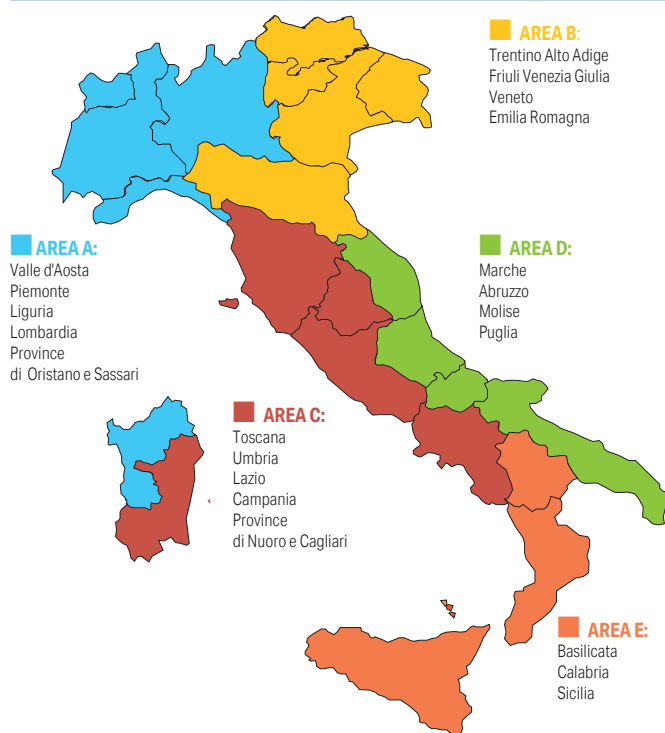 AREA B:
Trentino Alto Adige
Friuli Venezia Giulia
Veneto
Emilia Romagna
AREA A:
Valle d'Aosta
Piemonte
Liguria
Lombardia
Province
di Oristano e Sassari
AREA D:
Marche
Abruzzo
Molise
Puglia
AREA C:
Toscana
Umbria
Lazio
Campania
Province
di Nuoro e Cagliari
AREA E:
Basilicata
Calabria
Sicilia